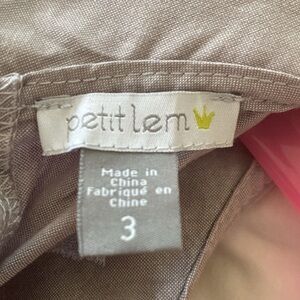 petit lem
Made in
China
Fabriqué en
Chine
3